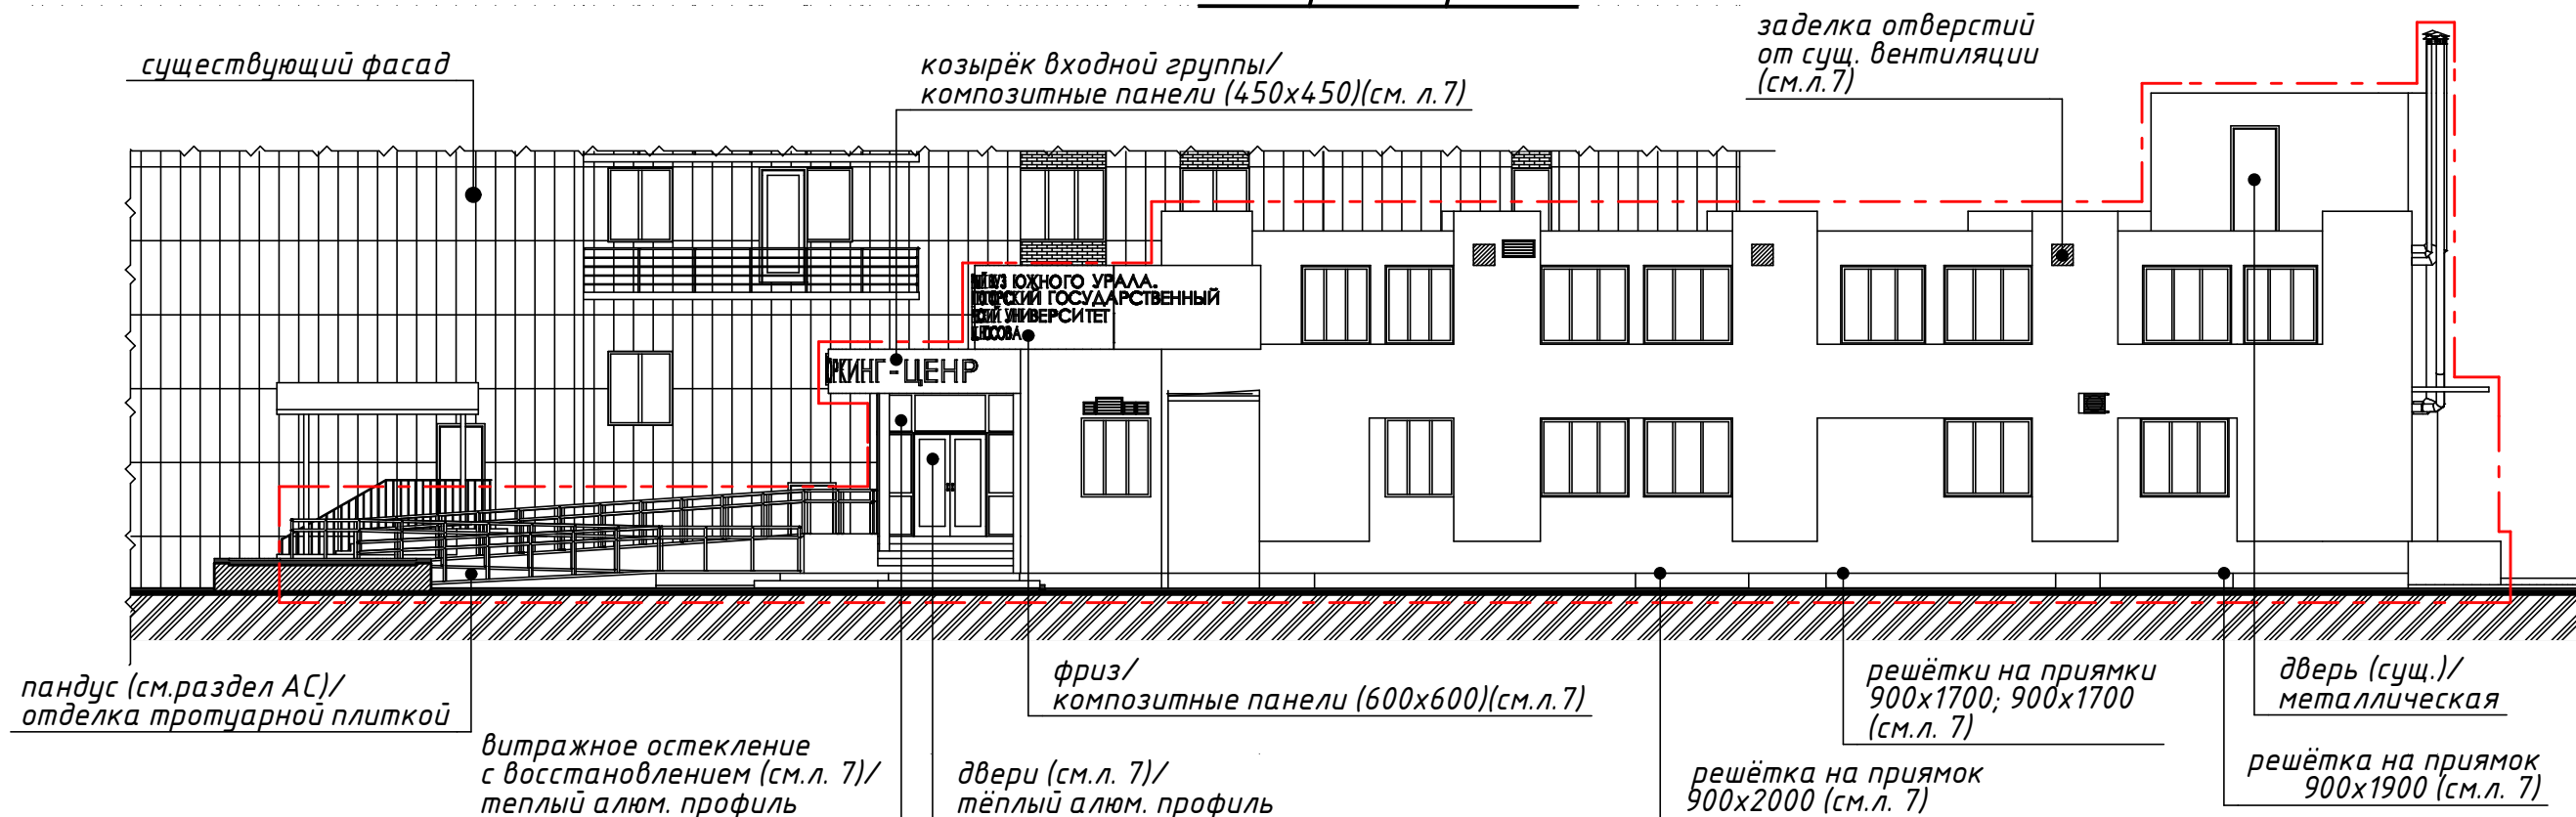 заделка отверстий
от сущ. вентиляции
(см.л.7)
существующий фасад
козырёк входной группы/
композитные панели (450х450)(см. л.7)
ЮЖНОГО УРАЛА.
ГОСУДАРСТВЕННЫЙ
УНИВЕРСИТЕТ
-ЦЕНР
пандус (см.раздел АС)/
отделка тротуарной плиткой
фриз/
композитные панели (600х600)(см.л.7)
решётки на приямки
900х1700; 900х1700
(см.л. 7)
дверь (сущ.)/
металлическая
витражное остекление
с восстановлением (см.л. 7)/
теплый алюм. профиль
двери (см.л. 7)/
тёплый алюм. профиль
решётка на приямок
900х2000 (см.л. 7)
решётка на приямок
900х1900 (см.л. 7)